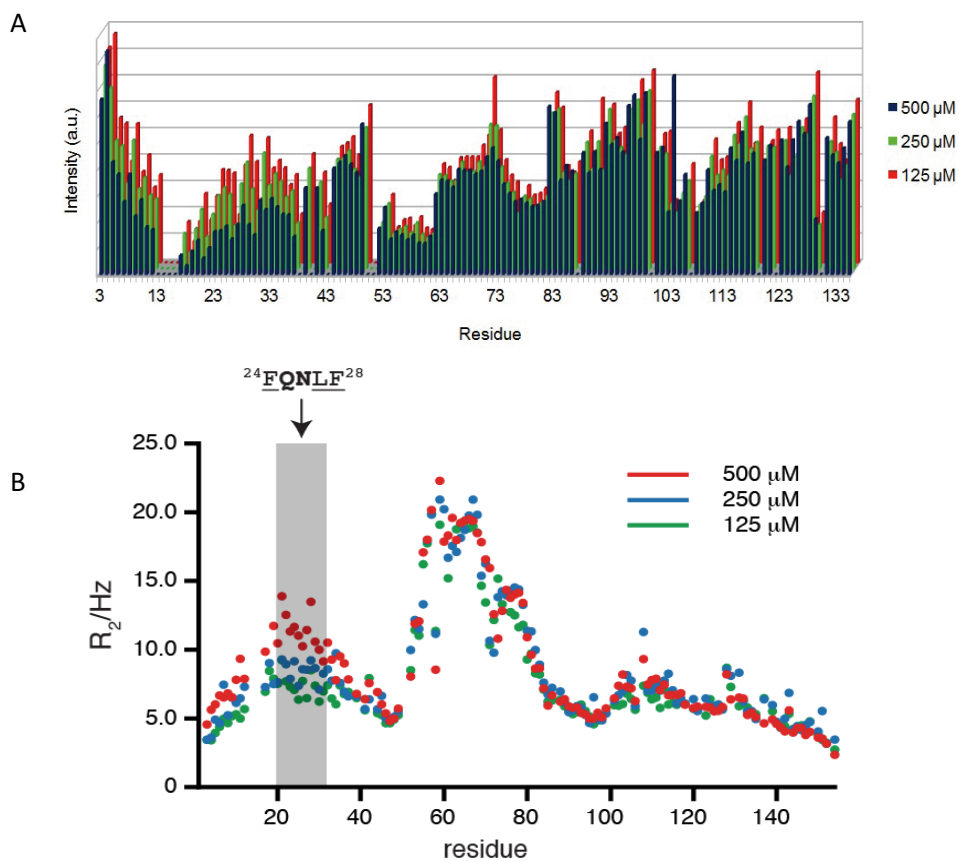 A
Intensity (a.u.)
500 µM
250 µM
125 µM
3 13 23 33 43 53 63 73 83 93 103 113 123 133
Residue
²⁴FQNLF²⁸
B
25.0
20.0
15.0
10.0
5.0
0
R₂/Hz
500 µM
250 µM
125 µM
20 40 60 80 100 120 140
residue